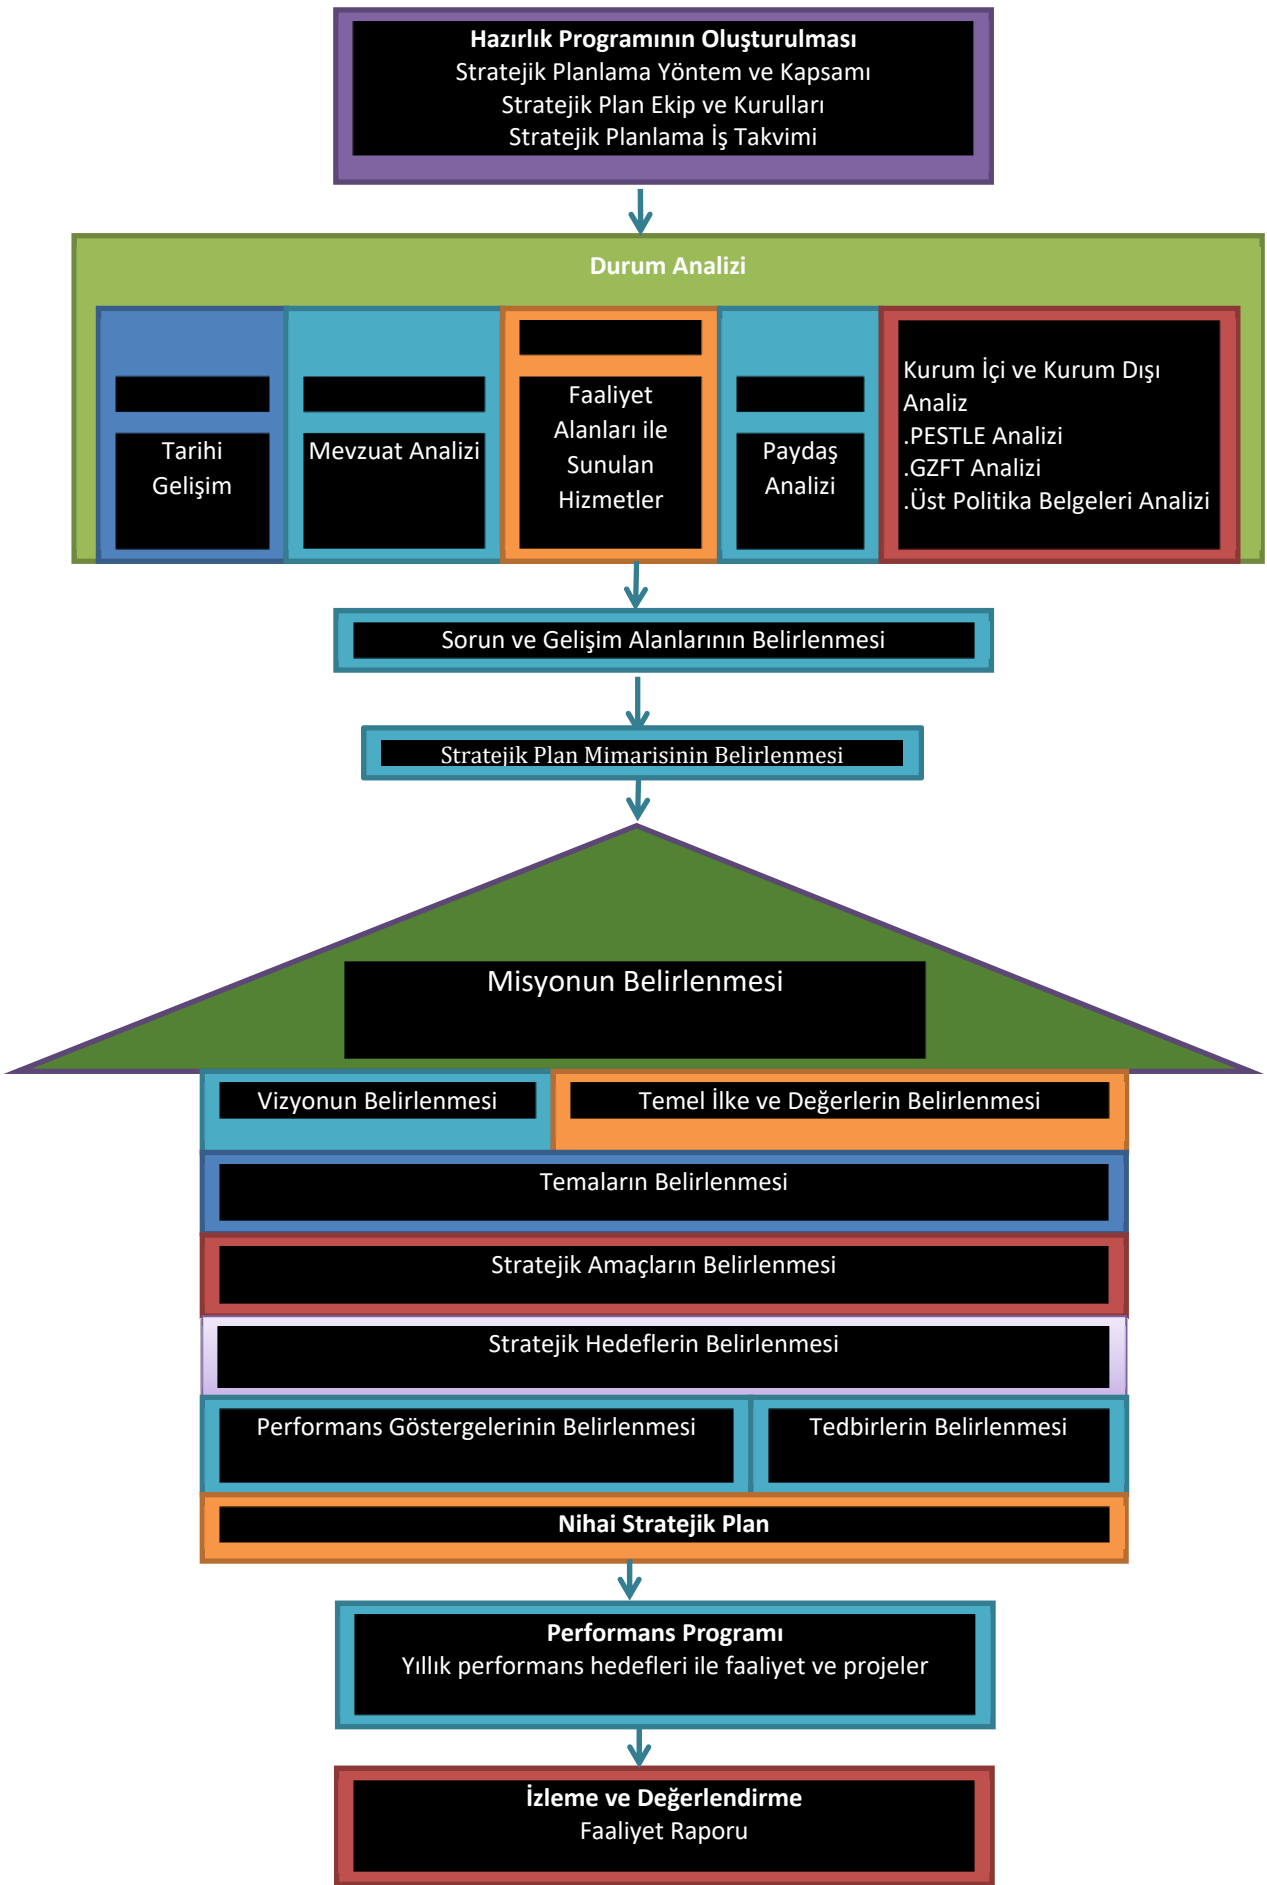 Hazırlık Programının Oluşturulması
Stratejik Planlama Yöntem ve Kapsamı
Stratejik Plan Ekip ve Kurulları
Stratejik Planlama İş Takvimi
Durum Analizi
Tarihi
Gelişim
Mevzuat Analizi
Faaliyet
Alanları ile
Sunulan
Hizmetler
Paydaş
Analizi
Kurum İçi ve Kurum Dışı
Analiz
.PESTLE Analizi
.GZFT Analizi
.Üst Politika Belgeleri Analizi
Sorun ve Gelişim Alanlarının Belirlenmesi
Stratejik Plan Mimarisinin Belirlenmesi
Misyonun Belirlenmesi
Vizyonun Belirlenmesi
Temel İlke ve Değerlerin Belirlenmesi
Temaların Belirlenmesi
Stratejik Amaçların Belirlenmesi
Stratejik Hedeflerin Belirlenmesi
Performans Göstergelerinin Belirlenmesi
Tedbirlerin Belirlenmesi
Nihai Stratejik Plan
Performans Programı
Yıllık performans hedefleri ile faaliyet ve projeler
İzleme ve Değerlendirme
Faaliyet Raporu